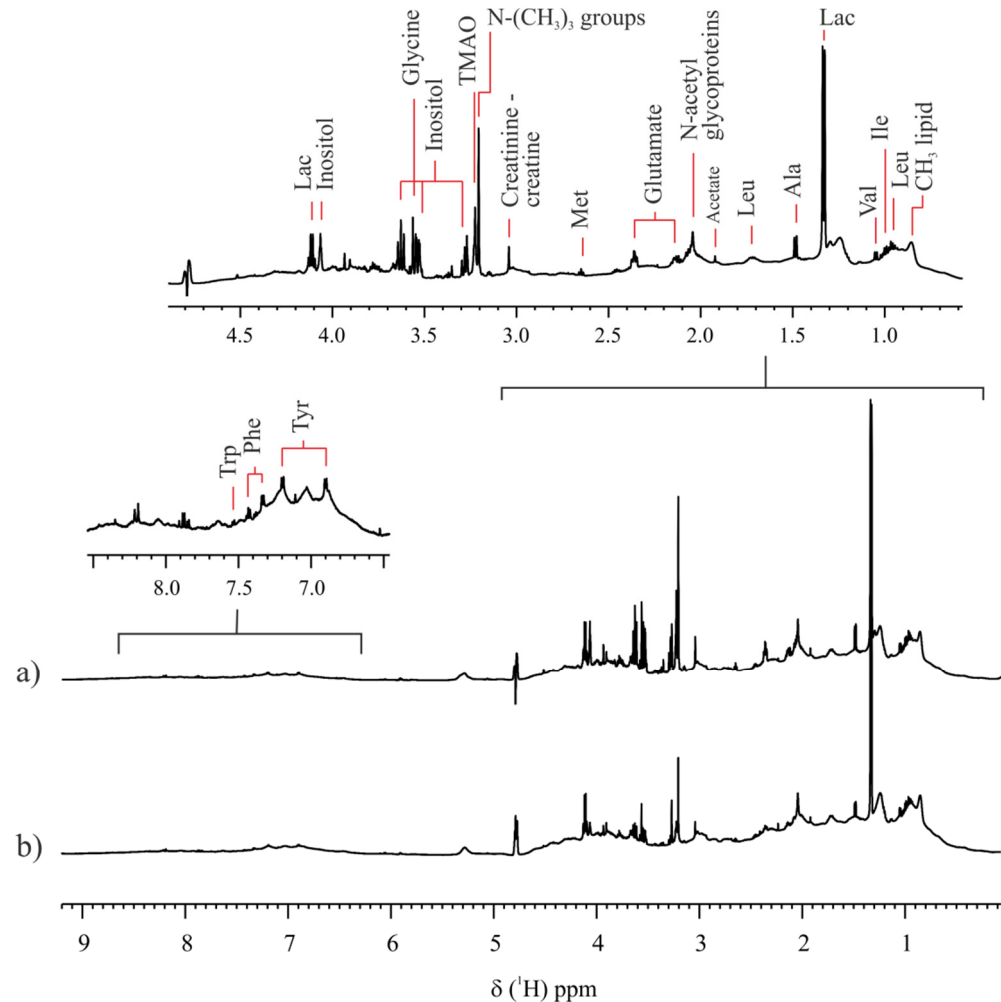 Lac
Inositol
Glycine
Inositol
TMAO
N-(CH₃)₃ groups
Creatinine -
creatine
Met
Glutamate
N-acetyl
glycoproteins
Acetate
Leu
Ala
Lac
Val
Ile
Leu
CH₃ lipid
4.5 4.0 3.5 3.0 2.5 2.0 1.5 1.0
Trp
Phe
Tyr
8.0 7.5 7.0
a)
b)
9 8 7 6 5 4 3 2 1
δ (¹H) ppm